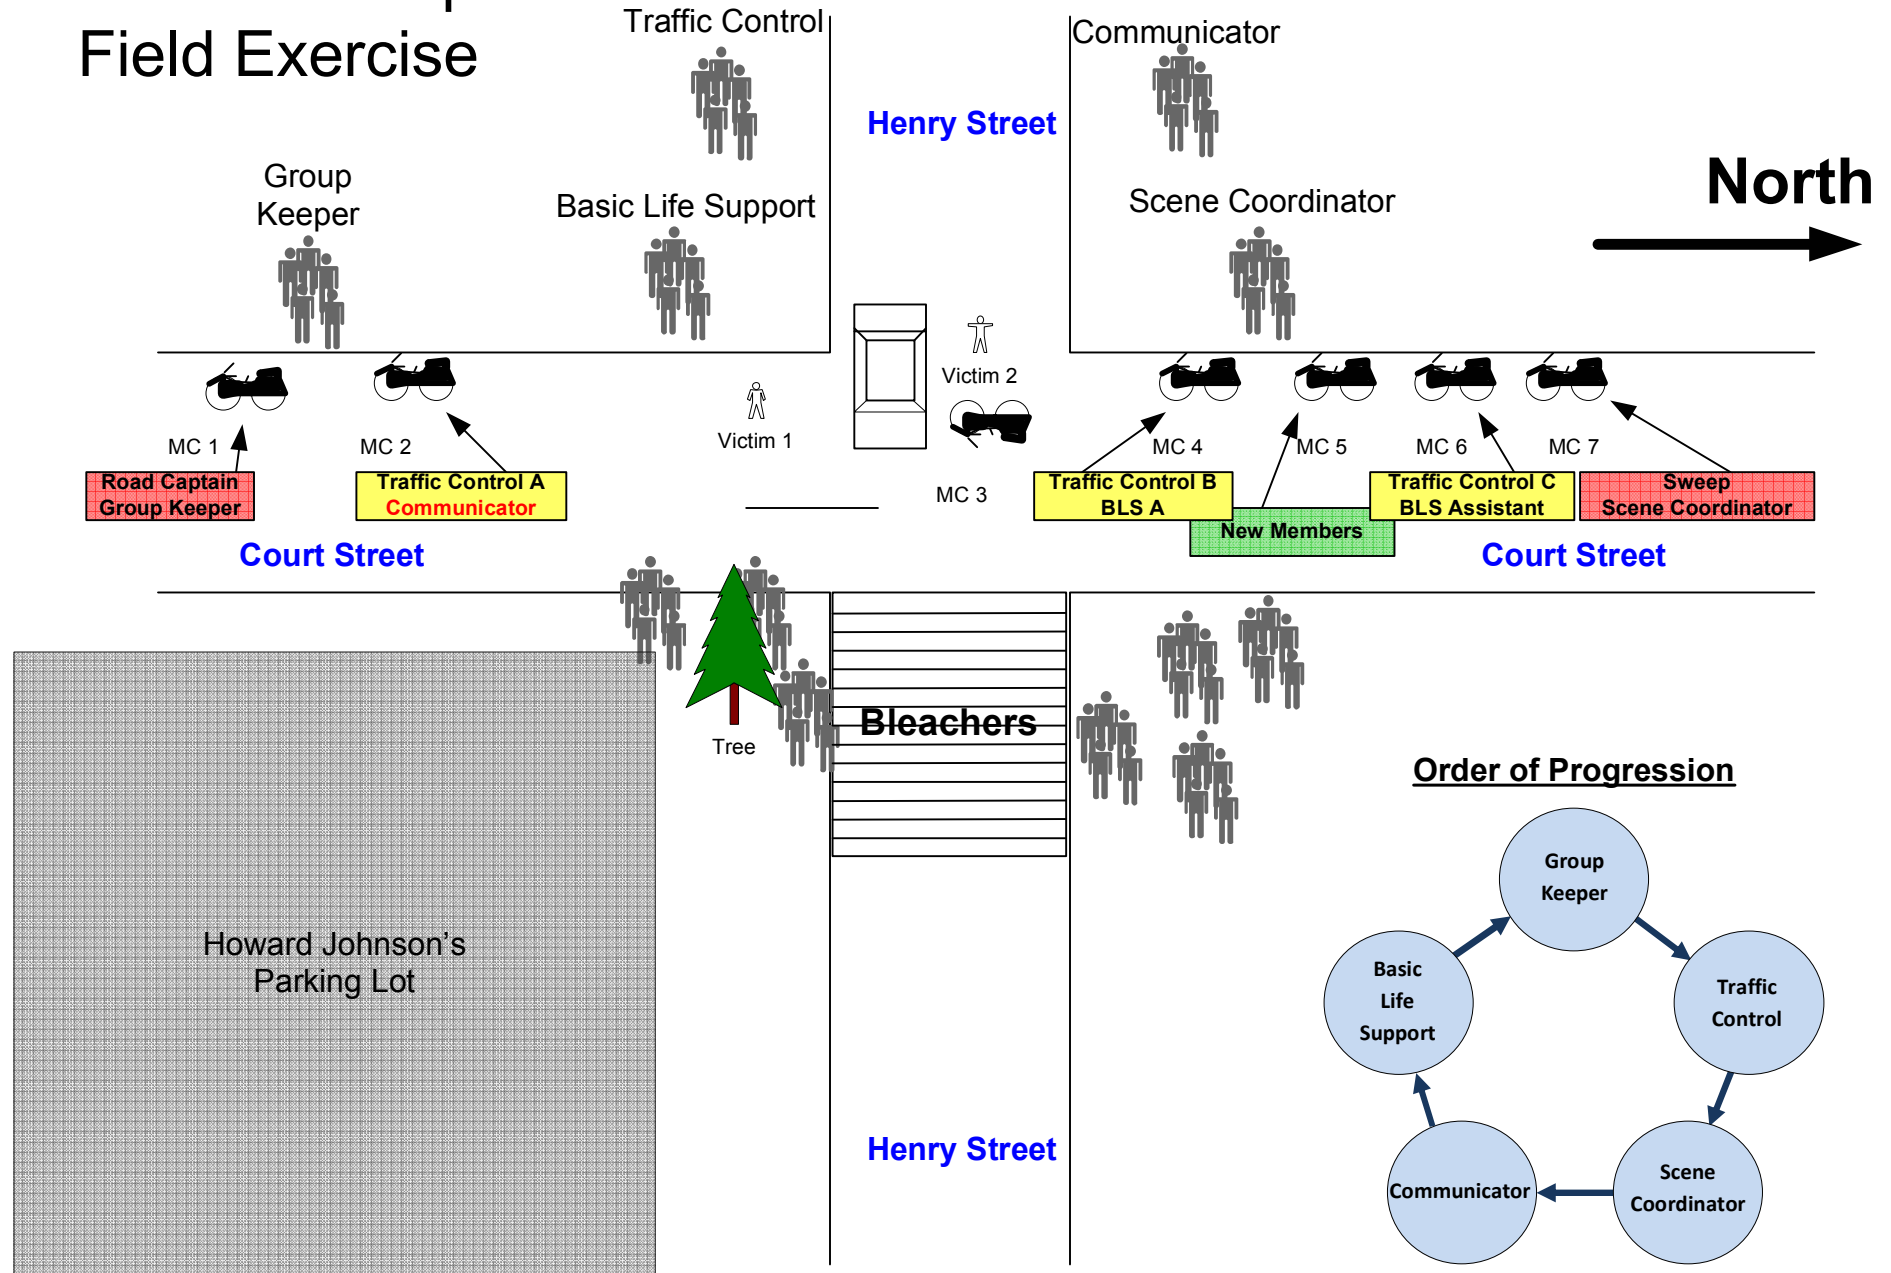 Field Exercise
Traffic Control
Communicator
Henry Street
North
Group
Keeper
Basic Life Support
Scene Coordinator
Victim 2
Victim 1
MC 1
MC 2
MC 3
MC 4
MC 5
MC 6
MC 7
Road Captain
Group Keeper
Traffic Control A
Communicator
Traffic Control B
BLS A
New Members
Traffic Control C
BLS Assistant
Sweep
Scene Coordinator
Court Street
Court Street
Tree
Bleachers
Howard Johnson's
Parking Lot
Henry Street
Order of Progression
Group
Keeper
Traffic
Control
Scene
Coordinator
Communicator
Basic
Life
Support